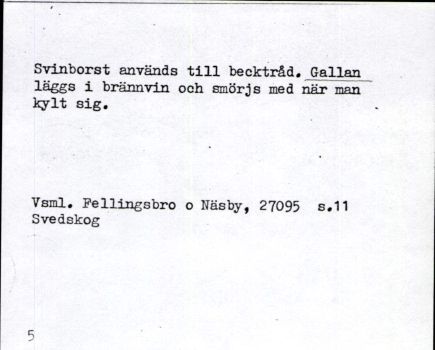 Svinborst används till becktråd. Gallan
läggs i brännvin och smörjs med när man
kylt sig.
Vsml. Fellingsbro o Näsby, 27095 s.11
Svedskog
5